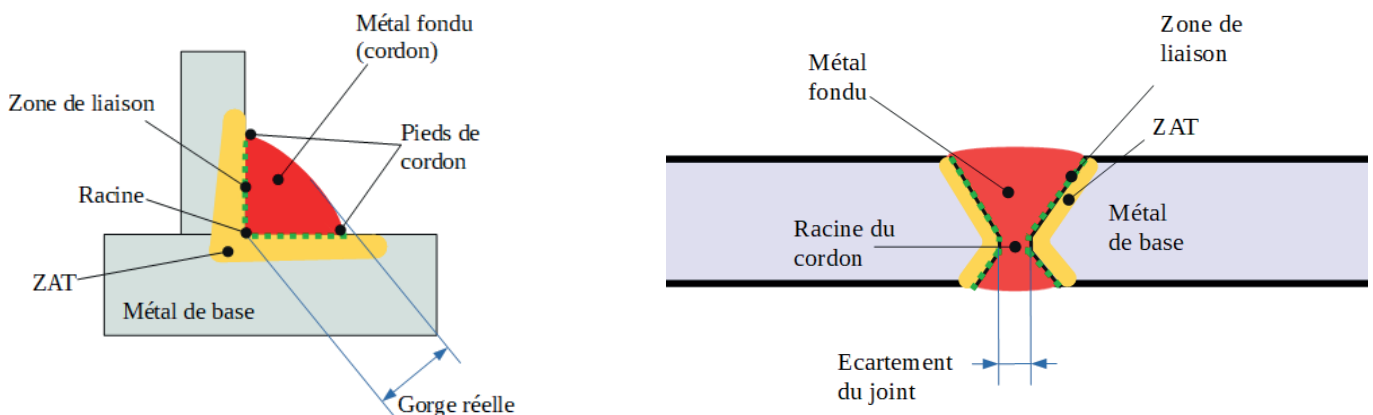 Métal fondu
(cordon)
Zone de liaison
Pieds de
cordon
Racine
ZAT
Métal de base
Gorge réelle
Zone de
liaison
Métal
fondu
ZAT
Racine du
cordon
Métal
de base
Ecartement
du joint